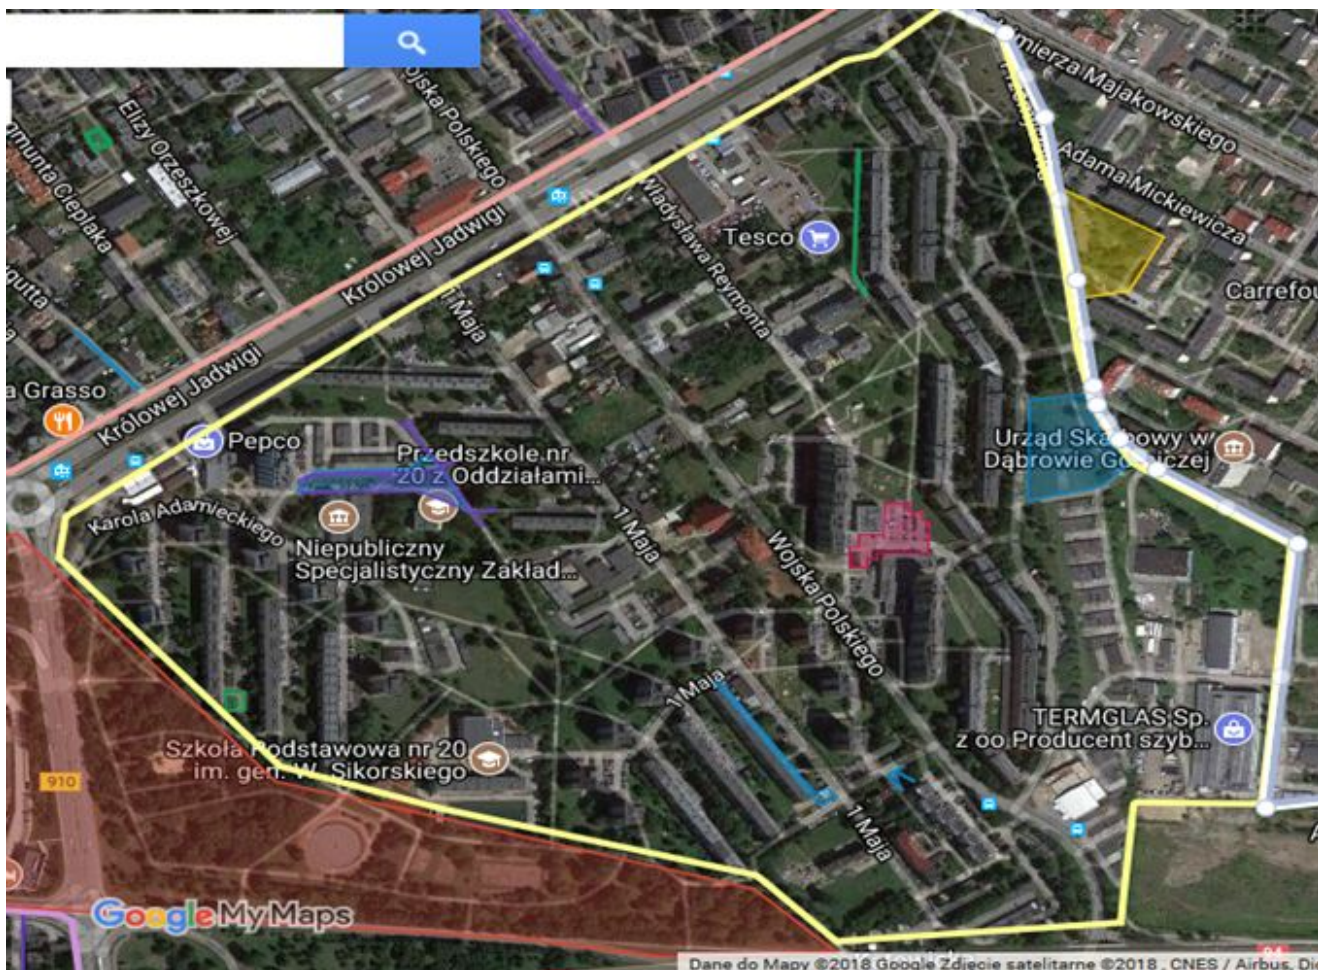 Wojska Polskiego
Elizy Orzeszkowej
Królowej Jadwigi
Władysława Reymonta
Adama Mickiewicza
Tesco
Carrefou
11 Maja
a Grasso
Królowej Jadwigi
Pepco
Przedszkole nr
20 z Oddziałami...
Urząd Skarbowy w
Dąbrowie Górniczej
Karola Adamieckiego
Niepubliczny
Specjalistyczny Zakład...
1 Maja
Wojska Polskiego
1 Maja
TERMGLAS Sp.
z oo Producent szyb...
Szkoła Podstawowa nr 20
im. gen. W. Sikorskiego
910
1 Maja
Google My Maps
94
Dane do Mapy ©2018 Google Zdjęcie satelitarne ©2018 , CNES / Airbus, Dig